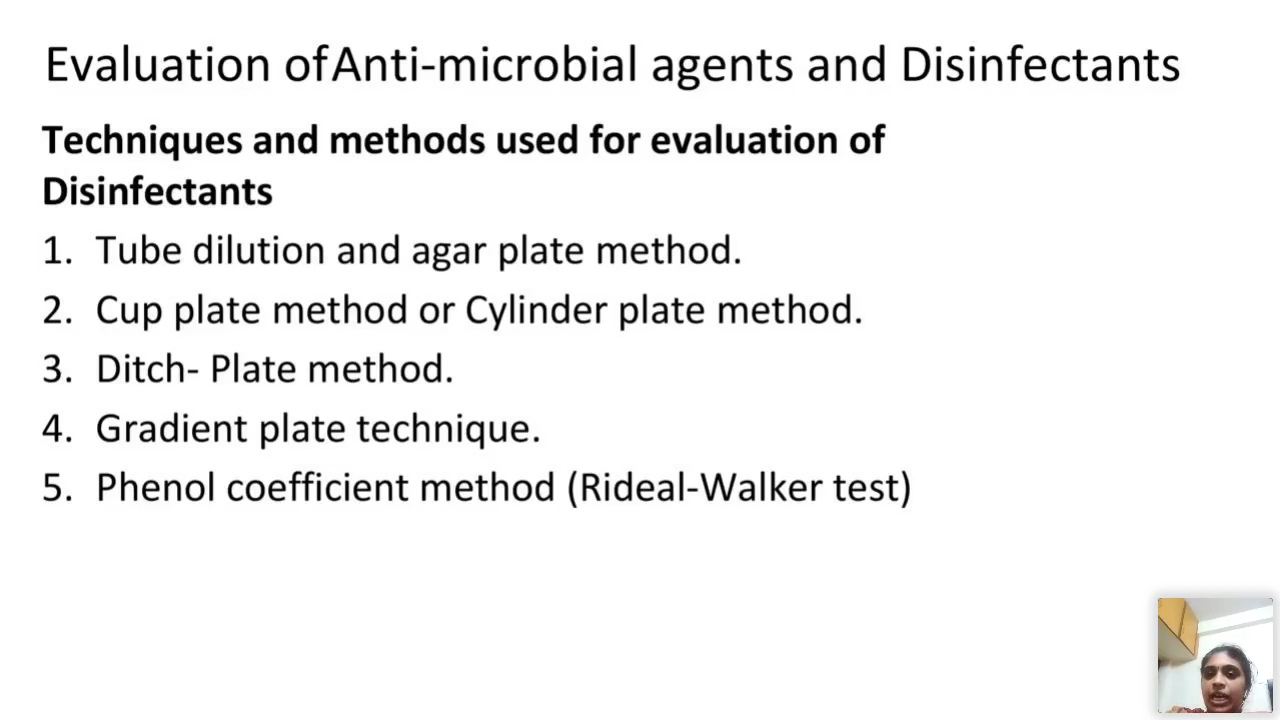 Evaluation of Anti-microbial agents and Disinfectants
Techniques and methods used for evaluation of
Disinfectants
1. Tube dilution and agar plate method.
2. Cup plate method or Cylinder plate method.
3. Ditch- Plate method.
4. Gradient plate technique.
5. Phenol coefficient method (Rideal-Walker test)